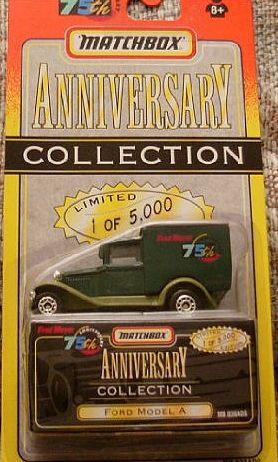 75th
8+
MATCHBOX
ANNIVERSARY
COLLECTION
LIMITED
1 OF 5,000
Fred Meyer
75th
Fred Meyer
75th
ANNIVERSARY
MATCHBOX
ANNIVERSARY
COLLECTION
FORD MODEL A